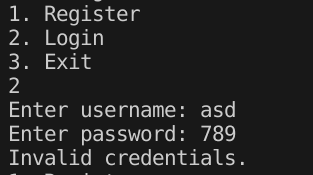 1. Register
2. Login
3. Exit
2
Enter username: asd
Enter password: 789
Invalid credentials.